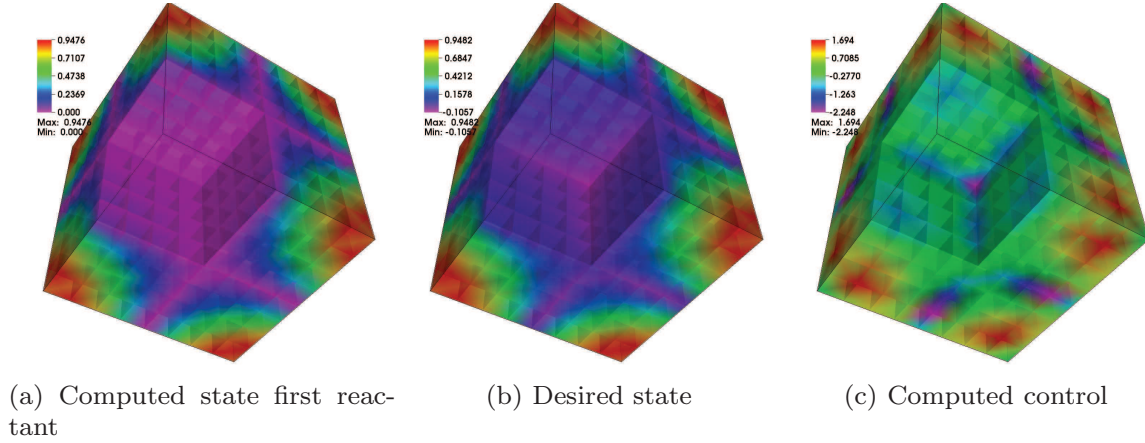 0.9476
0.7107
0.4738
0.2369
0.000
Max: 0.9476
Min: 0.000
0.9482
0.6847
0.4212
0.1578
-0.1057
Max: 0.9482
Min: -0.1057
1.694
0.7085
-0.2770
-1.263
-2.248
Max: 1.694
Min: -2.248
(a) Computed state first reac-
tant
(b) Desired state
(c) Computed control